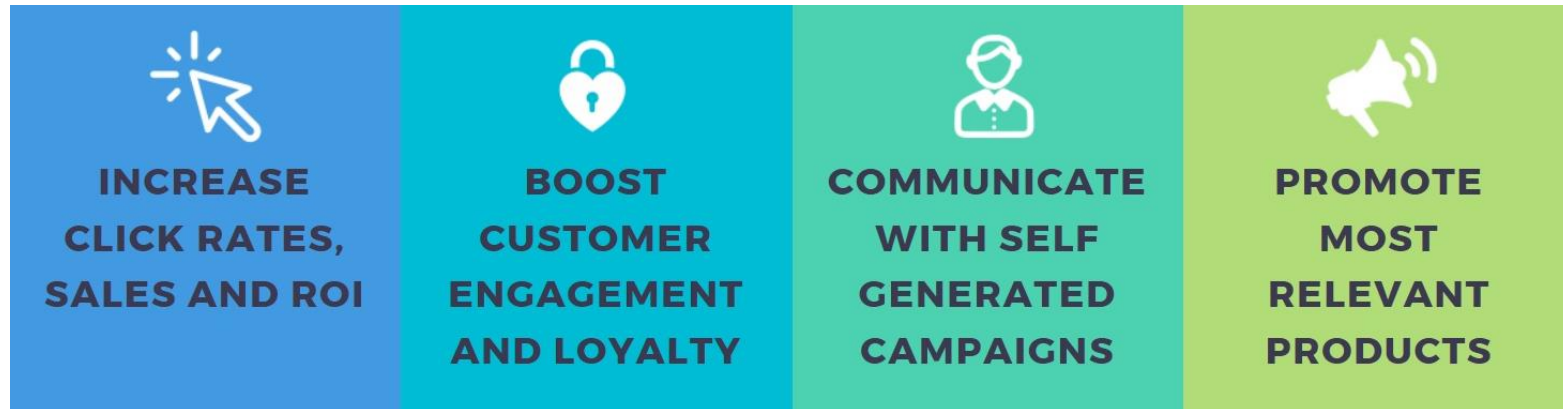 INCREASE
CLICK RATES,
SALES AND ROI
BOOST
CUSTOMER
ENGAGEMENT
AND LOYALTY
COMMUNICATE
WITH SELF
GENERATED
CAMPAIGNS
PROMOTE
MOST
RELEVANT
PRODUCTS